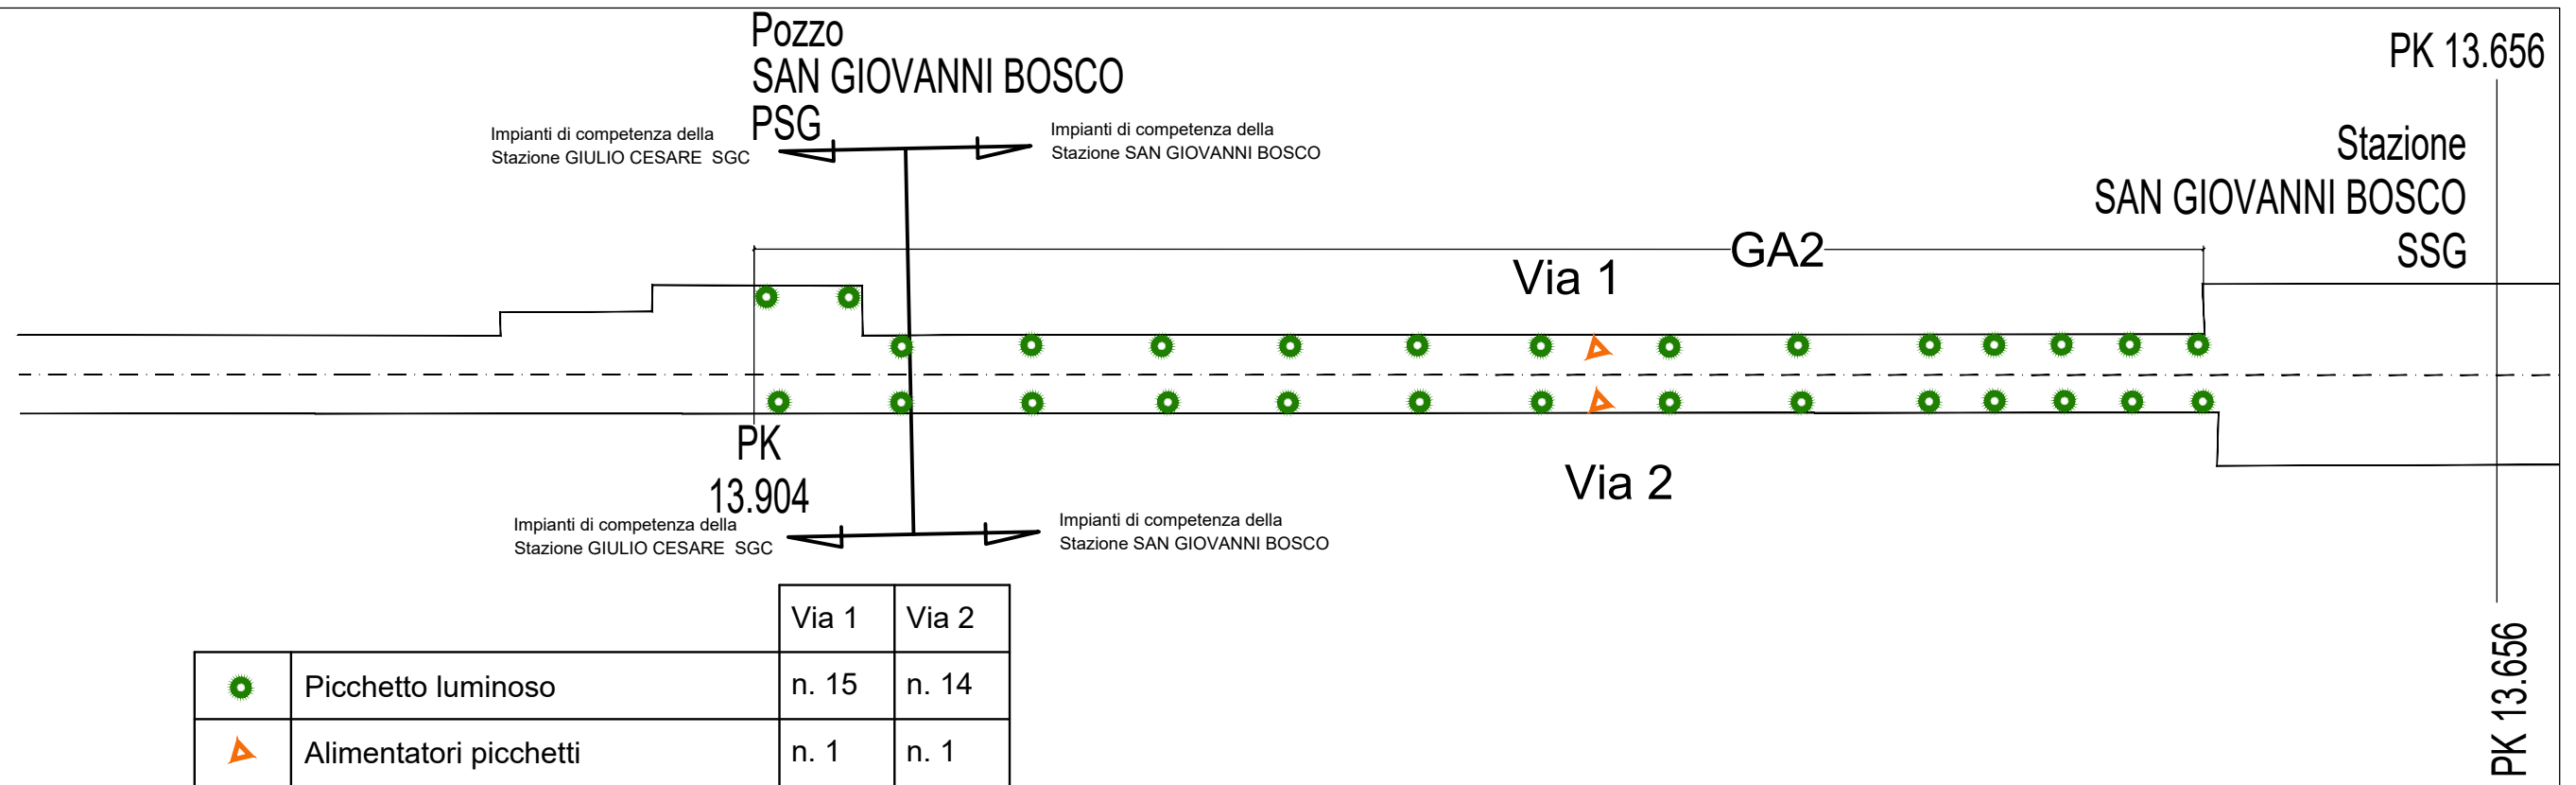 Pozzo
SAN GIOVANNI BOSCO
PSG
PK 13.656
Impianti di competenza della
Stazione GIULIO CESARE SGC
Impianti di competenza della
Stazione SAN GIOVANNI BOSCO
Stazione
SAN GIOVANNI BOSCO
SSG
GA2
Via 1
PK
13.904
Via 2
Impianti di competenza della
Stazione GIULIO CESARE SGC
Impianti di competenza della
Stazione SAN GIOVANNI BOSCO
Via 1 Via 2
Picchetto luminoso n. 15 n. 14
Alimentatori picchetti n. 1 n. 1
PK 13.656